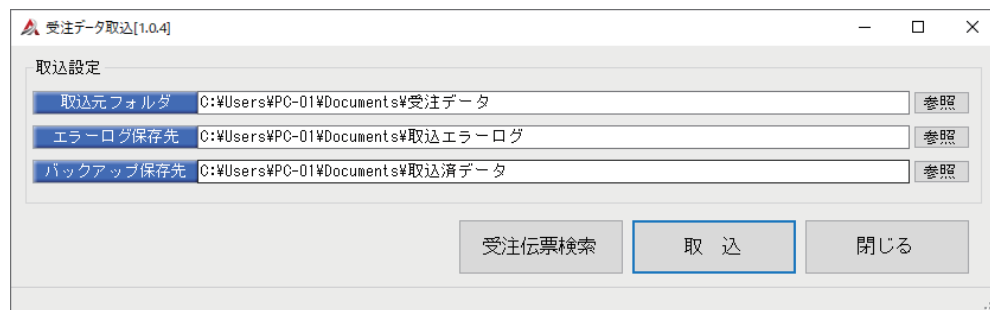 受注データ取込[1.0.4]
取込設定
取込元フォルダ C:¥Users¥PC-01¥Documents¥受注データ 参照
エラーログ保存先 C:¥Users¥PC-01¥Documents¥取込エラーログ 参照
バックアップ保存先 C:¥Users¥PC-01¥Documents¥取込済データ 参照
受注伝票検索 取　込 閉じる